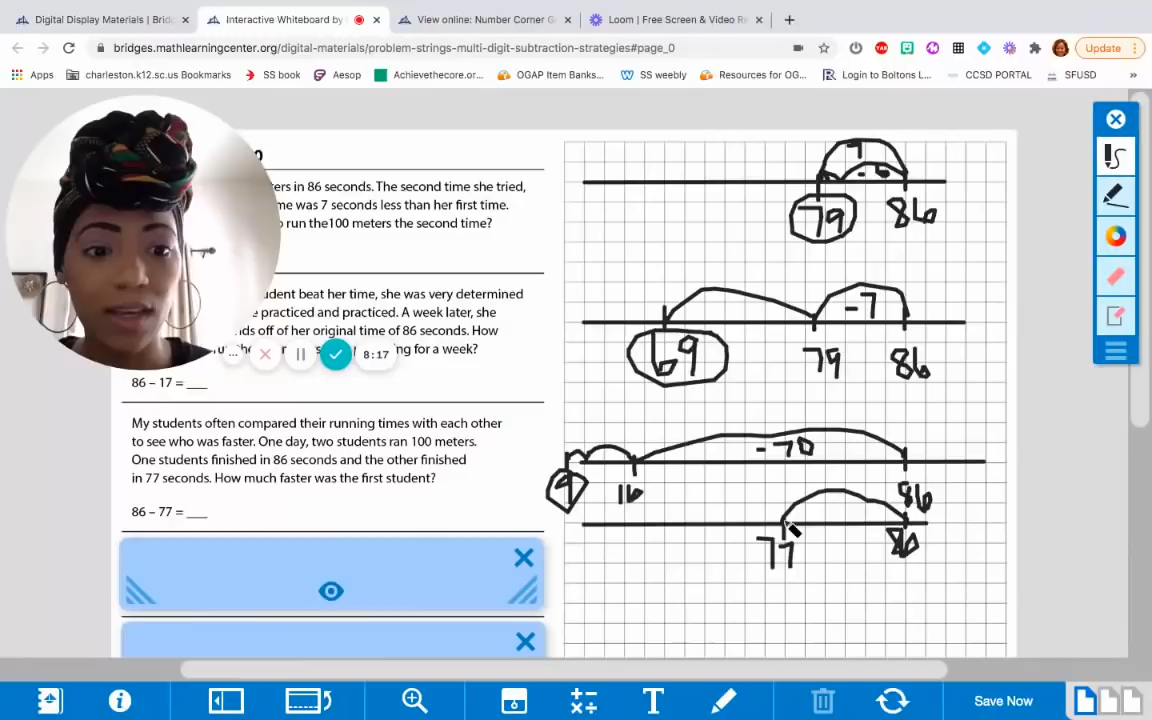 Digital Display Materials | Brid
Interactive Whiteboard by
View online: Number Corner G
Loom | Free Screen & Video Re
bridges.mathlearningcenter.org/digital-materials/problem-strings-multi-digit-subtraction-strategies#page_0
Update
Apps
charleston.k12.sc.us Bookmarks
SS book
Aesop
Achievethecore.or...
OGAP Item Banks...
SS weekly
Resources for OG...
Login to Boltons L...
CCSD PORTAL
SFUSD
»
ers in 86 seconds. The second time she tried,
me was 7 seconds less than her first time.
run the100 meters the second time?
udent beat her time, she was very determined
e practiced and practiced. A week later, she
nds off of her original time of 86 seconds. How
ng for a week?
8:17
86 – 17 = ___
My students often compared their running times with each other
to see who was faster. One day, two students ran 100 meters.
One students finished in 86 seconds and the other finished
in 77 seconds. How much faster was the first student?
86 – 77 = ___
7
-6
79 86
-7
69 79 86
-70
9 16 86
77 86
T
Save Now